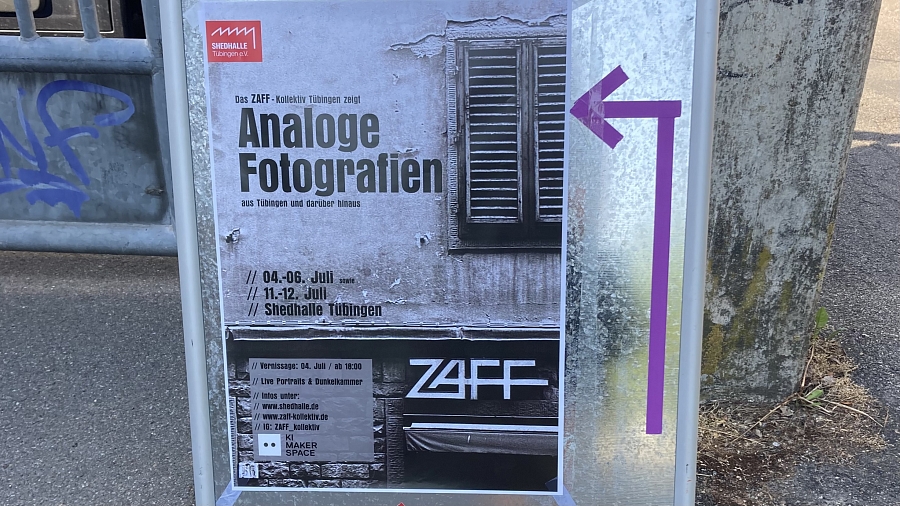 SHEDHALLE
Tübingen e.V.
Das ZAFF - Kollektiv Tübingen zeigt
Analoge
Fotografien
aus Tübingen und darüber hinaus
// 04.-06. Juli sowie
// 11.-12. Juli
// Shedhalle Tübingen
ZAFF
// Vernissage: 04. Juli / ab 18:00
// Live Portraits & Dunkelkammer
// Infos unter:
// www.shedhalle.de
// www.zaff-kollektiv.de
// IG: ZAFF_kollektiv
KI
MAKER
SPACE